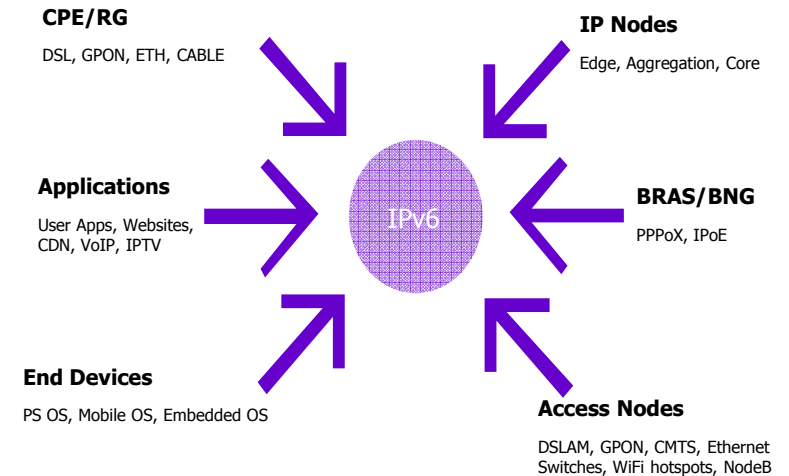 CPE/RG
DSL, GPON, ETH, CABLE
IP Nodes
Edge, Aggregation, Core
Applications
User Apps, Websites,
CDN, VoIP, IPTV
IPv6
BRAS/BNG
PPPoX, IPoE
End Devices
PS OS, Mobile OS, Embedded OS
Access Nodes
DSLAM, GPON, CMTS, Ethernet
Switches, WiFi hotspots, NodeB